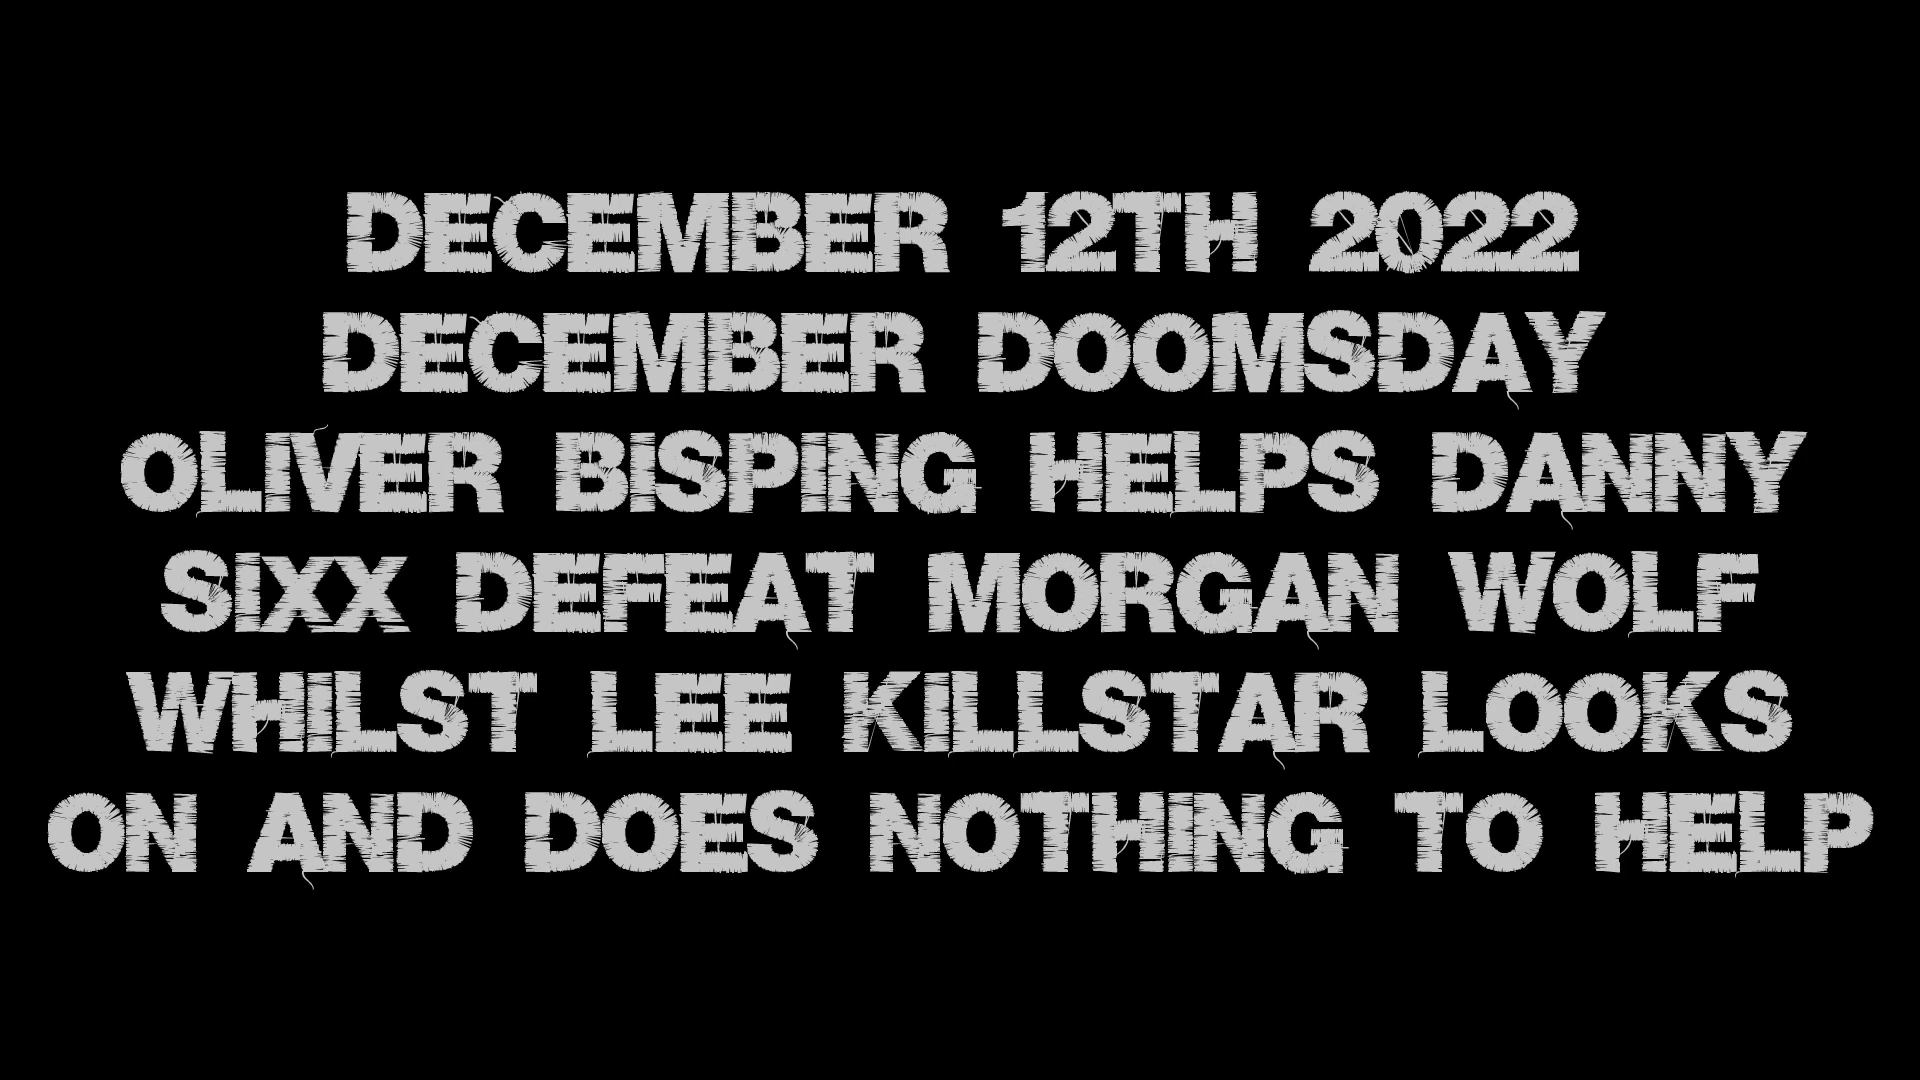 DECEMBER 12TH 2022
DECEMBER DOOMSDAY
OLIVER BISPING HELPS DANNY
SIXX DEFEAT MORGAN WOLF
WHILST LEE KILLSTAR LOOKS
ON AND DOES NOTHING TO HELP